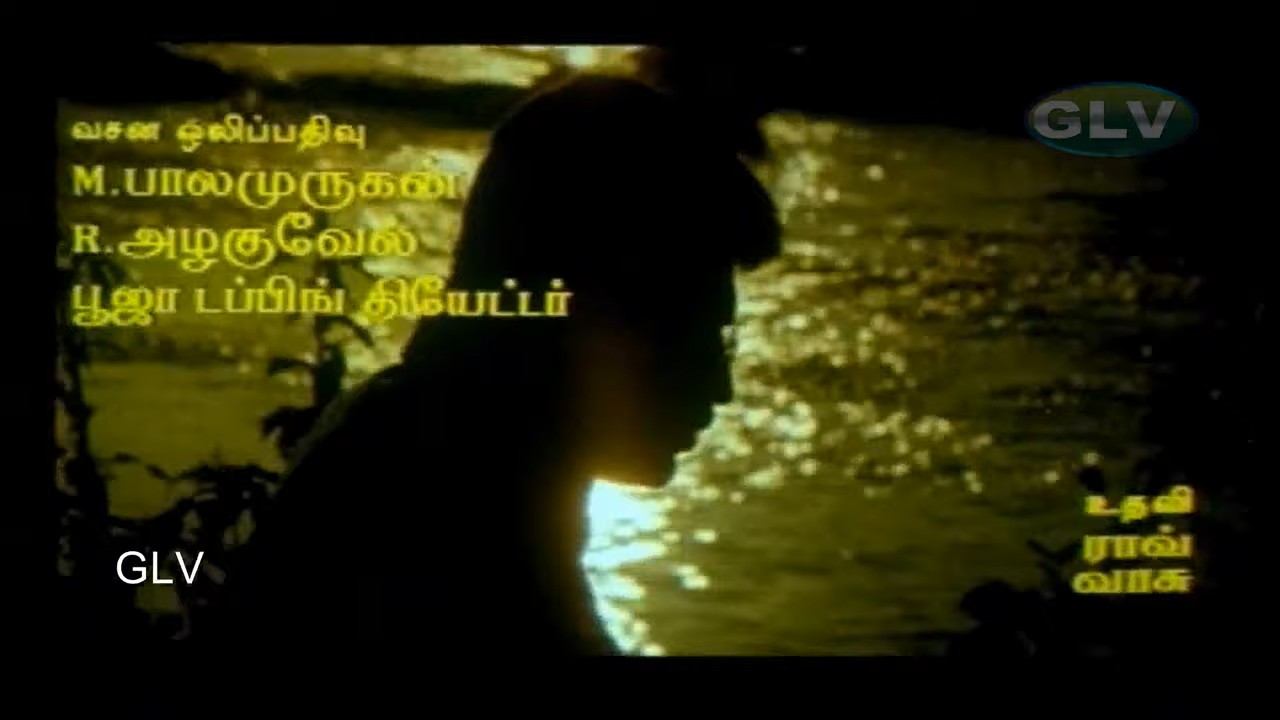 GLV
வசன ஒலிப்பதிவு
M.பாலமுருகன்
R.அழகுவேல்
பூஜா டப்பிங் தியேட்டர்
உதவி
ராவ்
வாசு
GLV